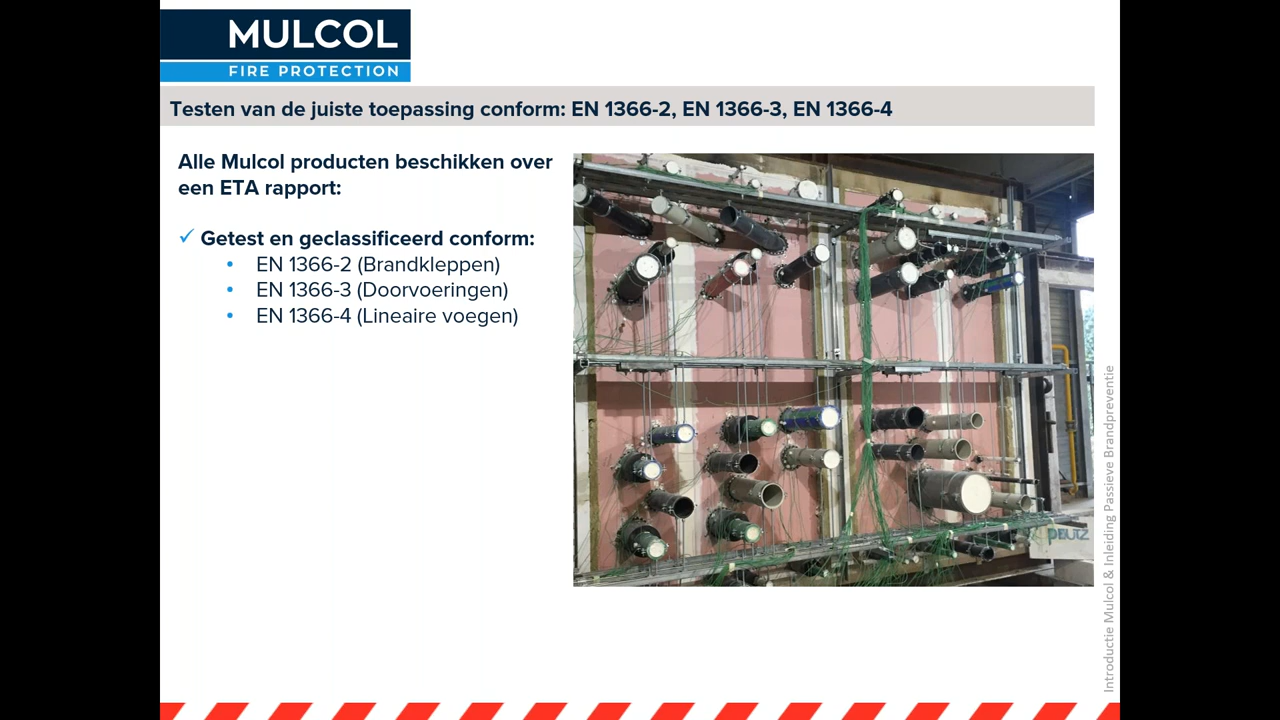 MULCOL
FIRE PROTECTION
Testen van de juiste toepassing conform: EN 1366-2, EN 1366-3, EN 1366-4
Alle Mulcol producten beschikken over
een ETA rapport:
✓ Getest en geclassificeerd conform:
• EN 1366-2 (Brandkleppen)
• EN 1366-3 (Doorvoeringen)
• EN 1366-4 (Lineaire voegen)
DEUTZ
Introductie Mulcol & Inleiding Passieve Brandpreventie